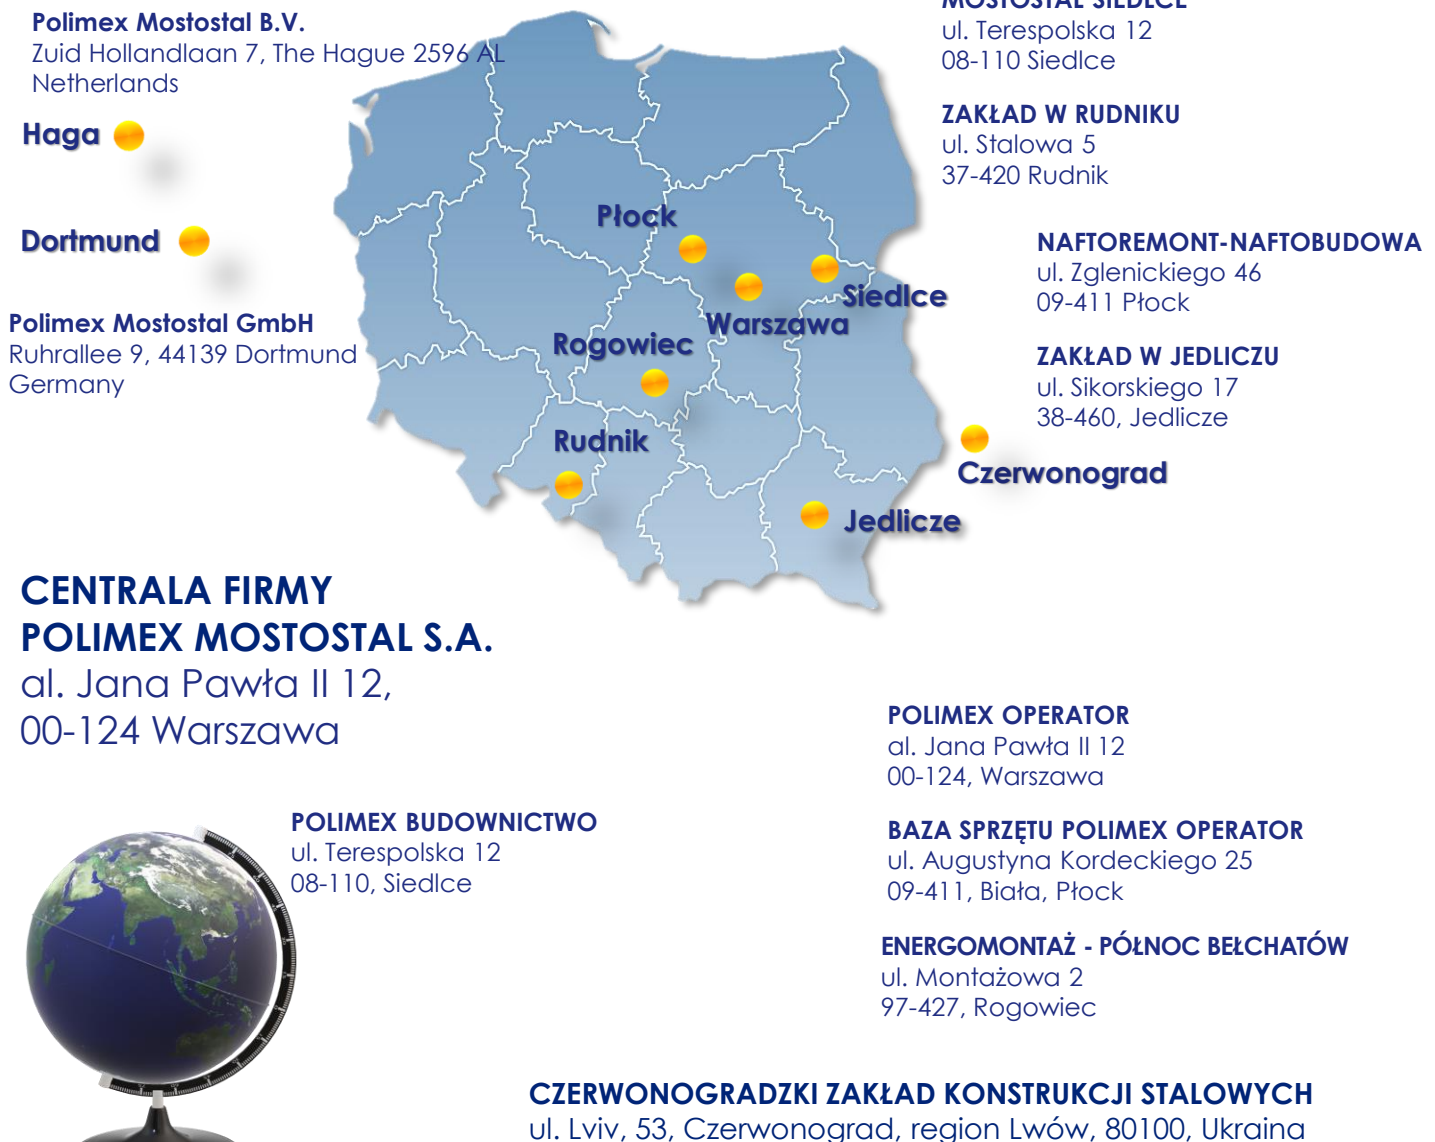 Polimex Mostostal B.V.
Zuid Hollandlaan 7, The Hague 2596 AL
Netherlands
Haga
Dortmund
Polimex Mostostal GmbH
Ruhrallee 9, 44139 Dortmund
Germany
MOSTOSTAL SIEDLCE
ul. Terespolska 12
08-110 Siedlce
ZAKŁAD W RUDNIKU
ul. Stalowa 5
37-420 Rudnik
NAFTOREMONT-NAFTOBUDOWA
ul. Zglenickiego 46
09-411 Płock
ZAKŁAD W JEDLICZU
ul. Sikorskiego 17
38-460, Jedlicze
Płock
Siedlce
Warszawa
Rogowiec
Rudnik
Czerwonograd
Jedlicze
CENTRALA FIRMY
POLIMEX MOSTOSTAL S.A.
al. Jana Pawła II 12,
00-124 Warszawa
POLIMEX BUDOWNICTWO
ul. Terespolska 12
08-110, Siedlce
POLIMEX OPERATOR
al. Jana Pawła II 12
00-124, Warszawa
BAZA SPRZĘTU POLIMEX OPERATOR
ul. Augustyna Kordeckiego 25
09-411, Biała, Płock
ENERGOMONTAŻ - PÓŁNOC BEŁCHATÓW
ul. Montażowa 2
97-427, Rogowiec
CZERWONOGRADZKI ZAKŁAD KONSTRUKCJI STALOWYCH
ul. Lviv, 53, Czerwonograd, region Lwów, 80100, Ukraina